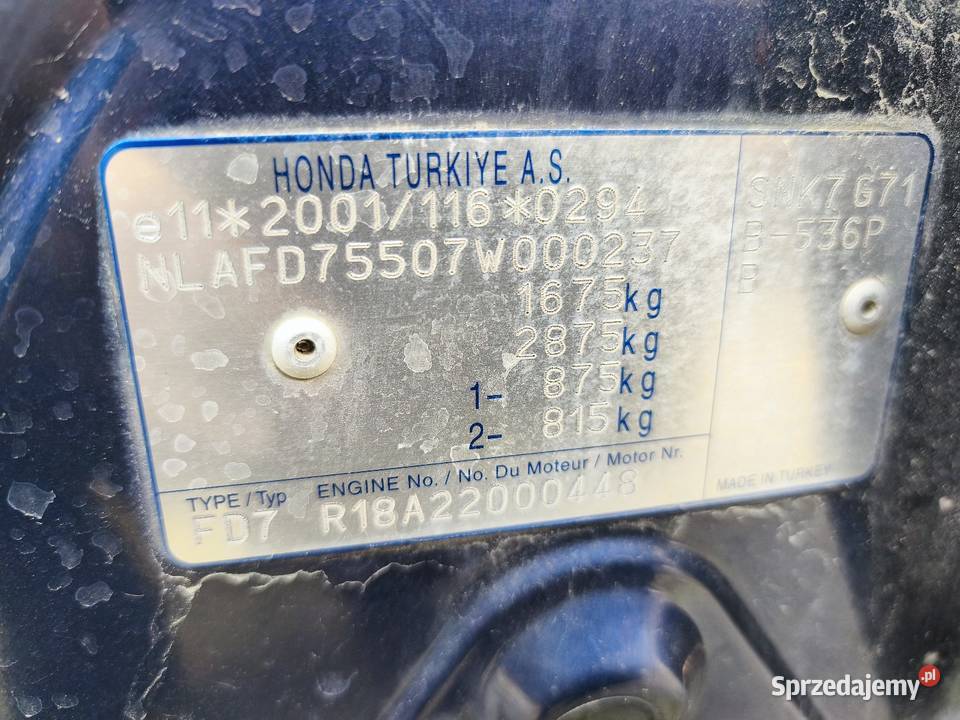 HONDA TURKIYE A.S.
e11*2001/116*0294
NLAFD75507W000237
1675kg
2875kg
1- 875kg
2- 815kg
TYPE/Typ ENGINE No./No. Du Moteur/Motor Nr.
FD7 R18A22000448
G71
B-536P
B
MADE IN TURKEY
Sprzedajemy.pl